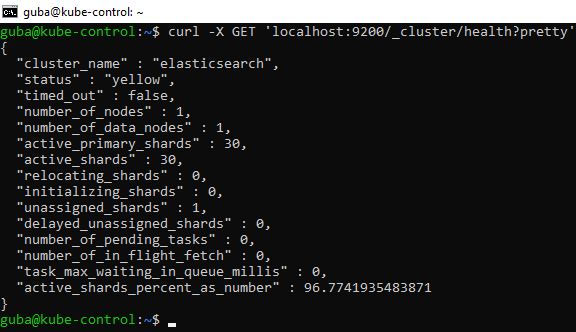 guba@kube-control: ~
guba@kube-control:~$ curl -X GET 'localhost:9200/_cluster/health?pretty'
{
  "cluster_name" : "elasticsearch",
  "status" : "yellow",
  "timed_out" : false,
  "number_of_nodes" : 1,
  "number_of_data_nodes" : 1,
  "active_primary_shards" : 30,
  "active_shards" : 30,
  "relocating_shards" : 0,
  "initializing_shards" : 0,
  "unassigned_shards" : 1,
  "delayed_unassigned_shards" : 0,
  "number_of_pending_tasks" : 0,
  "number_of_in_flight_fetch" : 0,
  "task_max_waiting_in_queue_millis" : 0,
  "active_shards_percent_as_number" : 96.7741935483871
}
guba@kube-control:~$